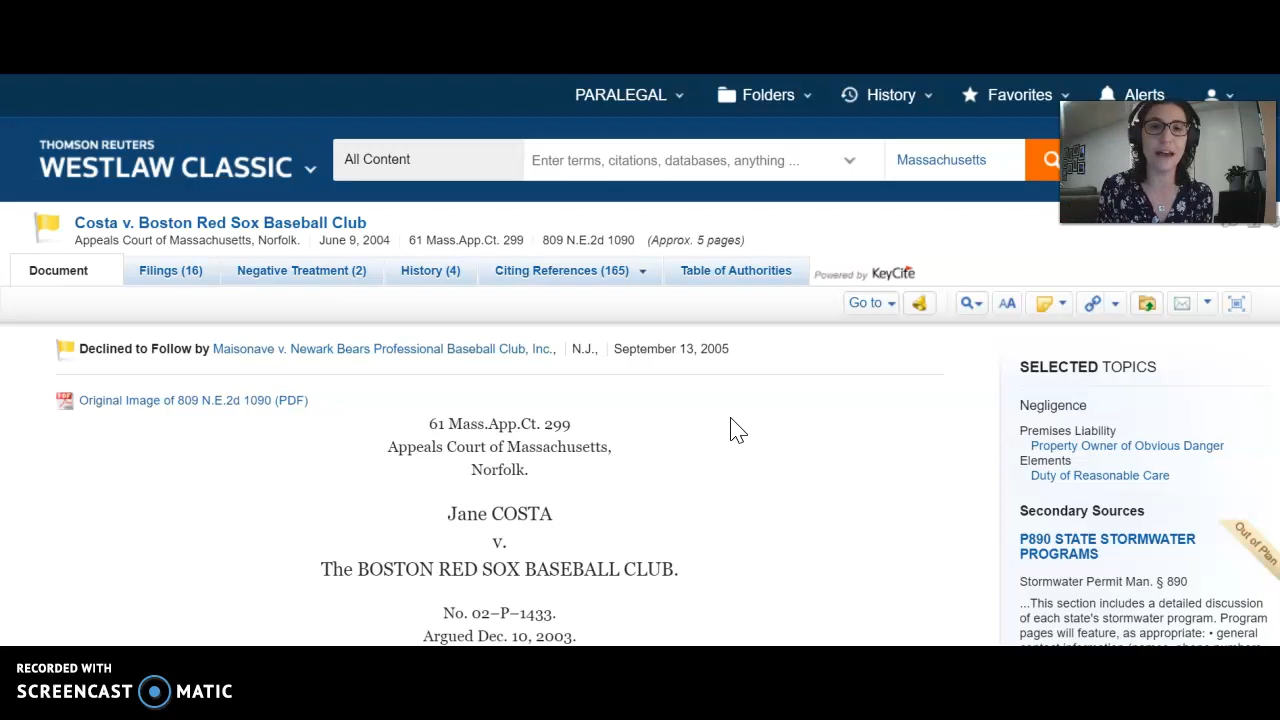 PARALEGAL Folders History Favorites Alerts
THOMSON REUTERS
WESTLAW CLASSIC
All Content Enter terms, citations, databases, anything ... Massachusetts
Costa v. Boston Red Sox Baseball Club
Appeals Court of Massachusetts, Norfolk. June 9, 2004 61 Mass.App.Ct. 299 809 N.E.2d 1090 (Approx. 5 pages)
Document Filings (16) Negative Treatment (2) History (4) Citing References (165) Table of Authorities Powered by KeyCite
Go to AA
Declined to Follow by Maisonave v. Newark Bears Professional Baseball Club, Inc., N.J., September 13, 2005
Original Image of 809 N.E.2d 1090 (PDF)
61 Mass.App.Ct. 299
Appeals Court of Massachusetts,
Norfolk.
Jane COSTA
v.
The BOSTON RED SOX BASEBALL CLUB.
No. 02–P–1433.
Argued Dec. 10, 2003.
SELECTED TOPICS
Negligence
Premises Liability
Property Owner of Obvious Danger
Elements
Duty of Reasonable Care
Secondary Sources
P890 STATE STORMWATER
PROGRAMS
Out of Plan
Stormwater Permit Man. § 890
...This section includes a detailed discussion
of each state's stormwater program. Program
pages will feature, as appropriate: • general
RECORDED WITH
SCREENCAST MATIC